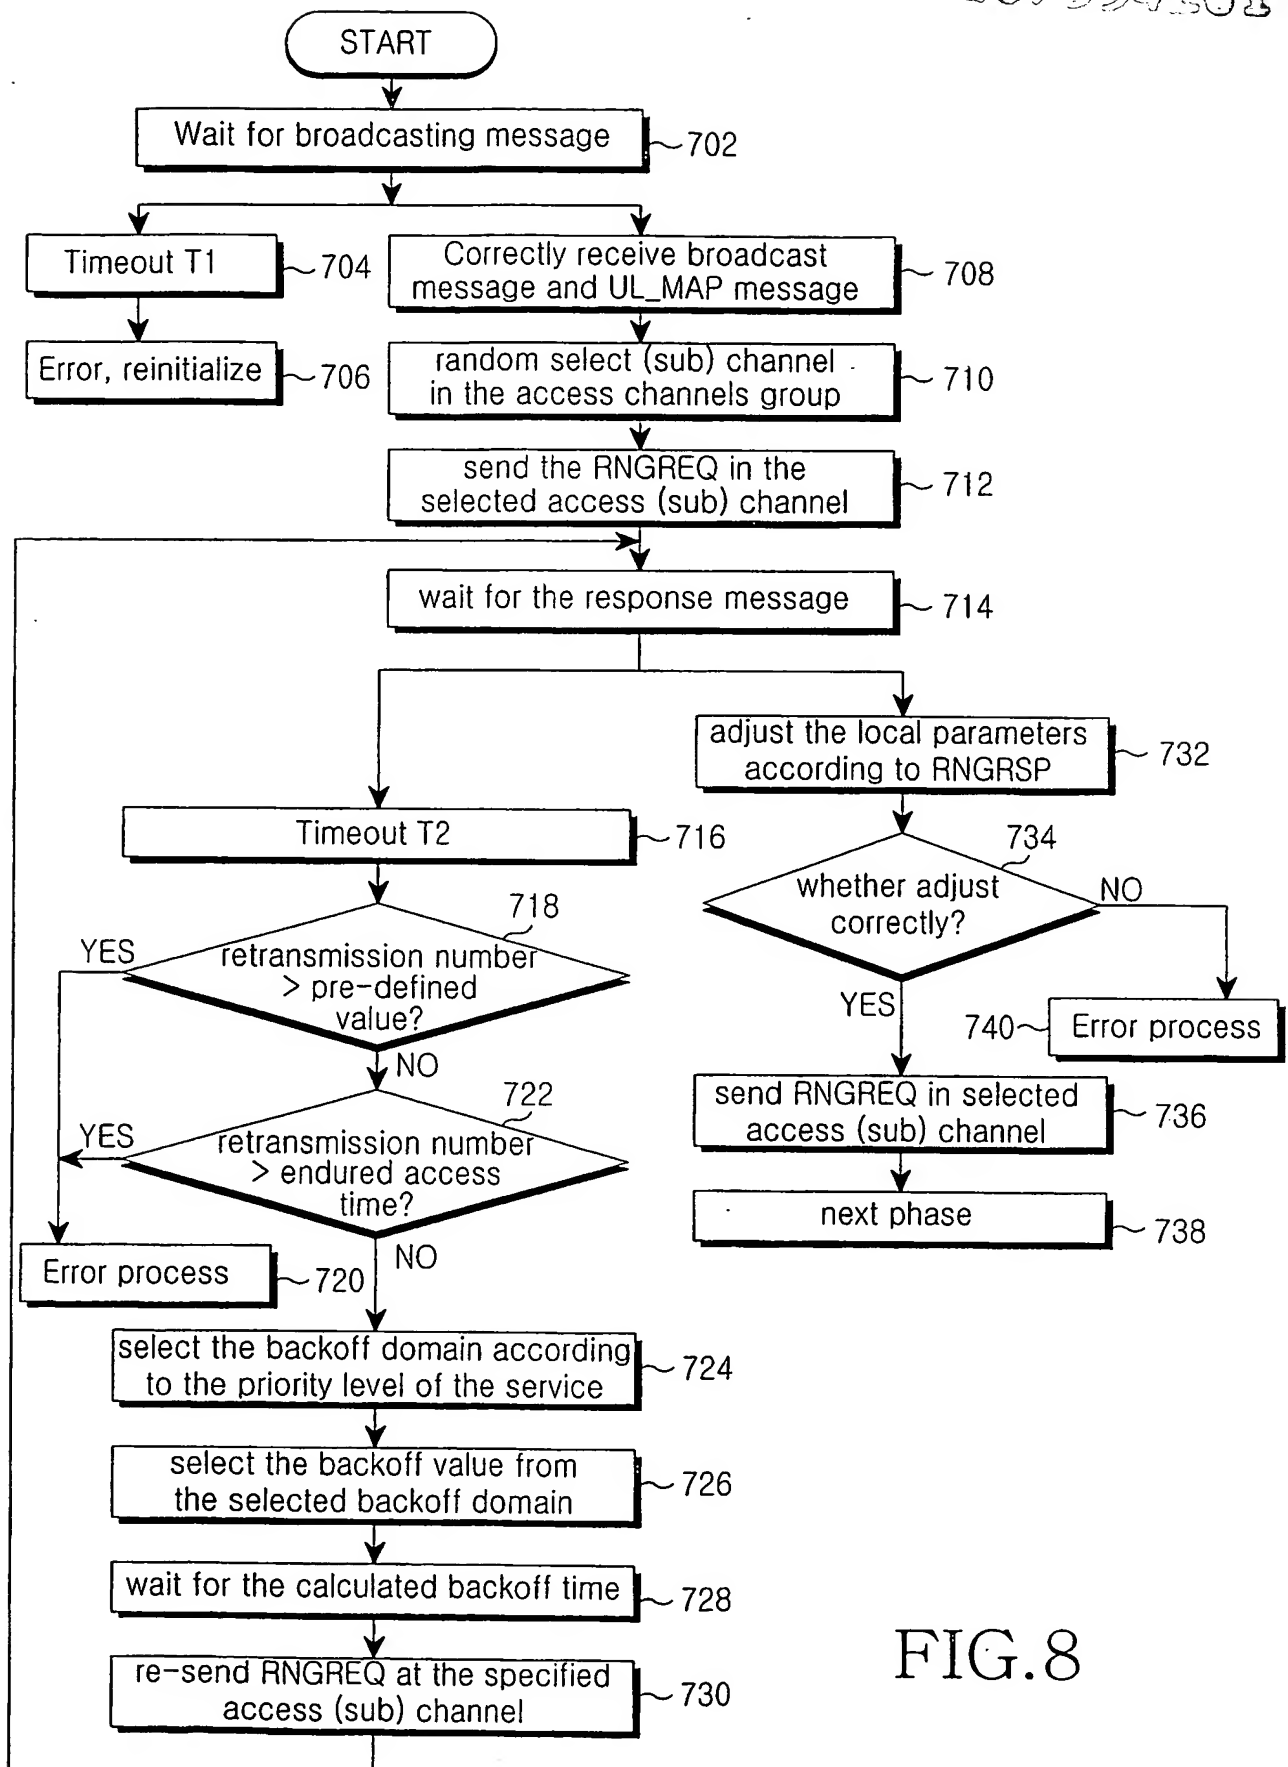 START
Wait for broadcasting message
702
Timeout T1
704
Correctly receive broadcast
message and UL_MAP message
708
Error, reinitialize
706
random select (sub) channel
in the access channels group
710
send the RNGREQ in the
selected access (sub) channel
712
wait for the response message
714
adjust the local parameters
according to RNGRSP
732
Timeout T2
716
734
whether adjust
correctly?
NO
YES
718
YES
retransmission number
> pre-defined
value?
NO
740
Error process
722
YES
retransmission number
> endured access
time?
NO
send RNGREQ in selected
access (sub) channel
736
next phase
738
Error process
720
select the backoff domain according
to the priority level of the service
724
select the backoff value from
the selected backoff domain
726
wait for the calculated backoff time
728
re-send RNGREQ at the specified
access (sub) channel
730
FIG.8